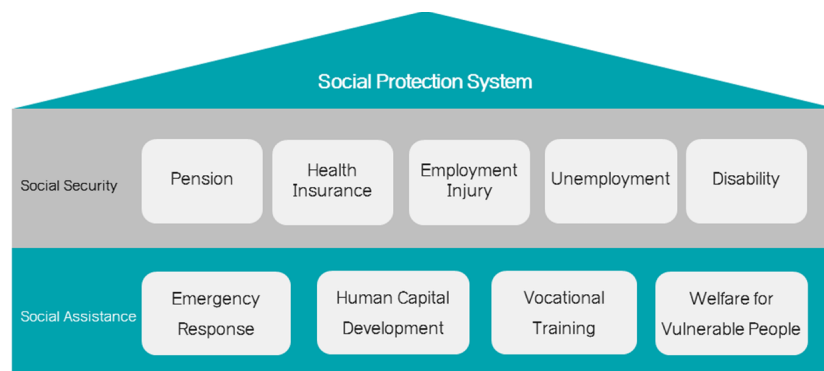 Social Protection System
Social Security
Pension
Health
Insurance
Employment
Injury
Unemployment
Disability
Social Assistance
Emergency
Response
Human Capital
Development
Vocational
Training
Welfare for
Vulnerable People